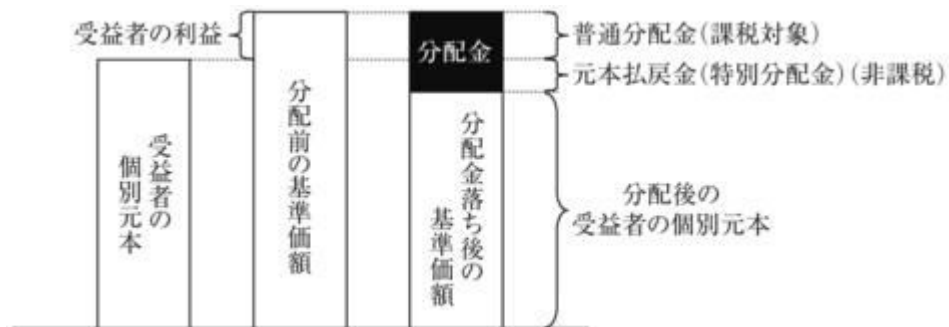 受益者の利益
受益者の
個別元本
分配前の基準価額
分配金
分配金落ち後の
基準価額
普通分配金(課税対象)
元本払戻金(特別分配金)(非課税)
分配後の
受益者の個別元本